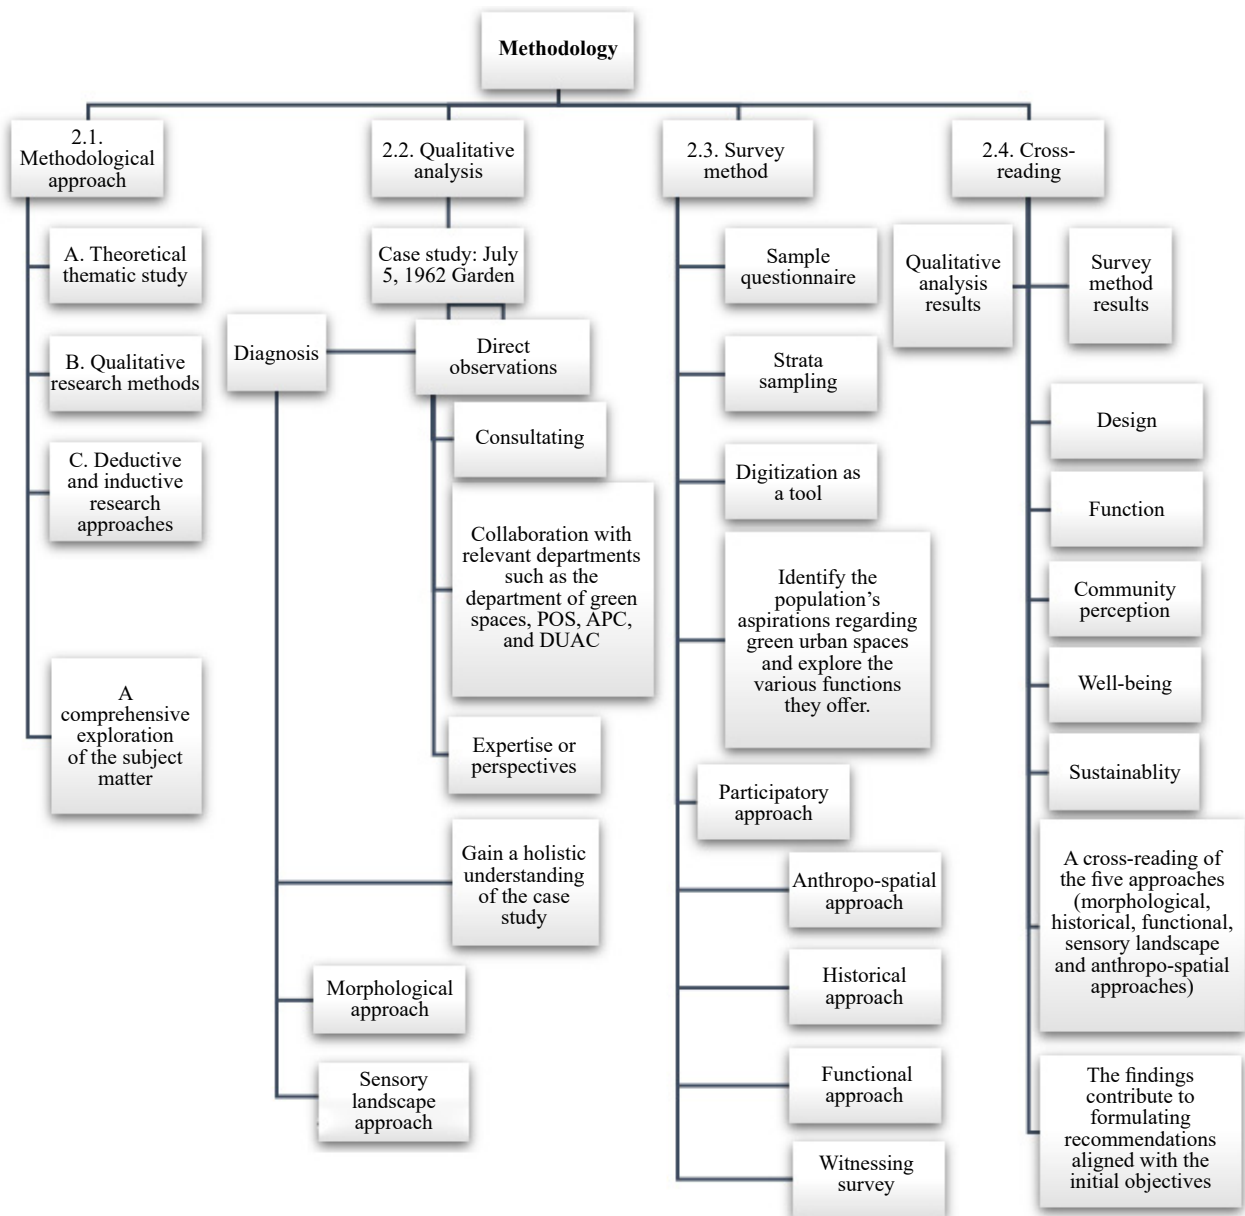 Methodology
2.1.
Methodological
approach
A. Theoretical
thematic study
B. Qualitative
research methods
C. Deductive
and inductive
research
approaches
A
comprehensive
exploration
of the subject
matter
2.2. Qualitative
analysis
Case study: July
5, 1962 Garden
Diagnosis
Direct
observations
Consultating
Collaboration with
relevant departments
such as the
department of green
spaces, POS, APC,
and DUAC
Expertise or
perspectives
Gain a holistic
understanding
of the case
study
Morphological
approach
Sensory
landscape
approach
2.3. Survey
method
Sample
questionnaire
Strata
sampling
Digitization as
a tool
Identify the
population’s
aspirations regarding
green urban spaces
and explore the
various functions
they offer.
Participatory
approach
Anthropo-spatial
approach
Historical
approach
Functional
approach
Witnessing
survey
2.4. Cross-
reading
Qualitative
analysis
results
Survey
method
results
Design
Function
Community
perception
Well-being
Sustainablity
A cross-reading of
the five approaches
(morphological,
historical, functional,
sensory landscape
and anthropo-spatial
approaches)
The findings
contribute to
formulating
recommendations
aligned with the
initial objectives